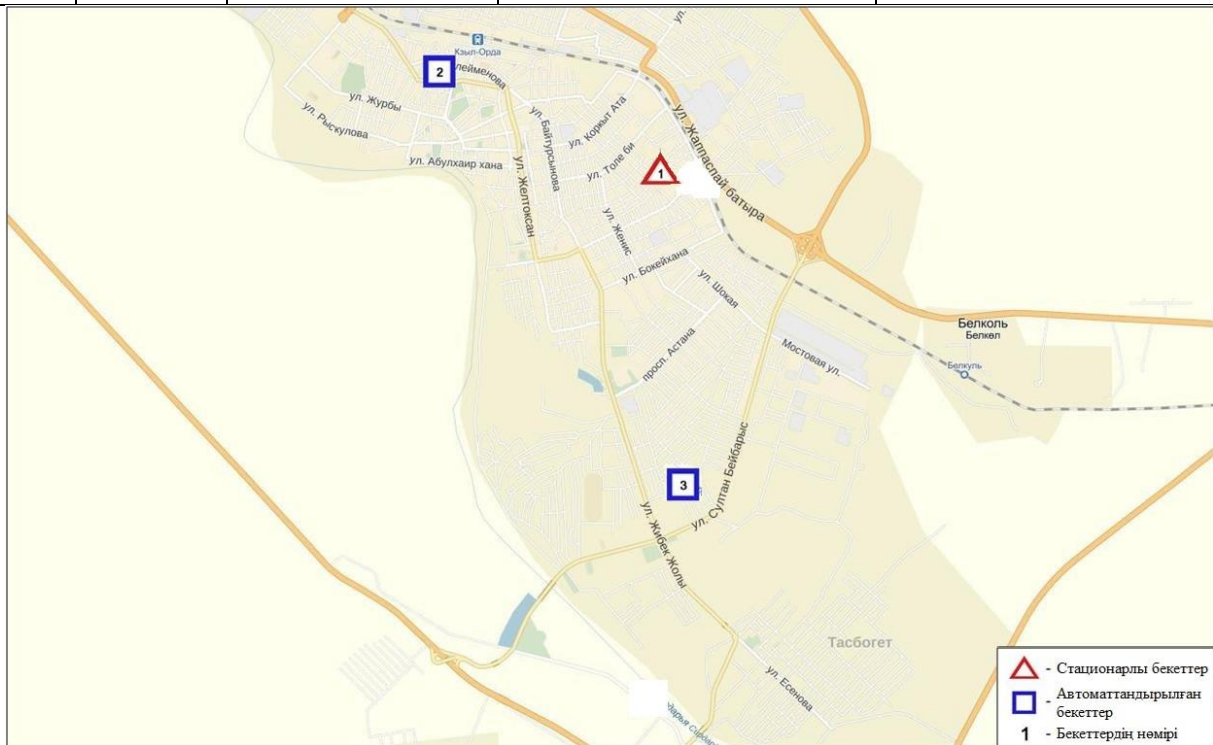 Кзыл-Орда
2
лейменова
ул. Журбы
ул. Рыскулова
ул. Абулхаир хана
ул. Байтурсынова
ул. Желтоксан
ул. Коркыт Ата
ул. Толе би
ул. Жаппаспай батыра
1
ул. Женис
ул. Бокейхана
ул. Шокая
Белколь
Белкөл
Белкуль
Мостовая ул.
просп. Астана
3
ул. Султан Бейбарыс
ул. Жибек Жолы
Тасбогет
ул. Есенова
- Стационарлы бекеттер
- Автоматтандырылған
бекеттер
1 - Бекеттердің нөмірі